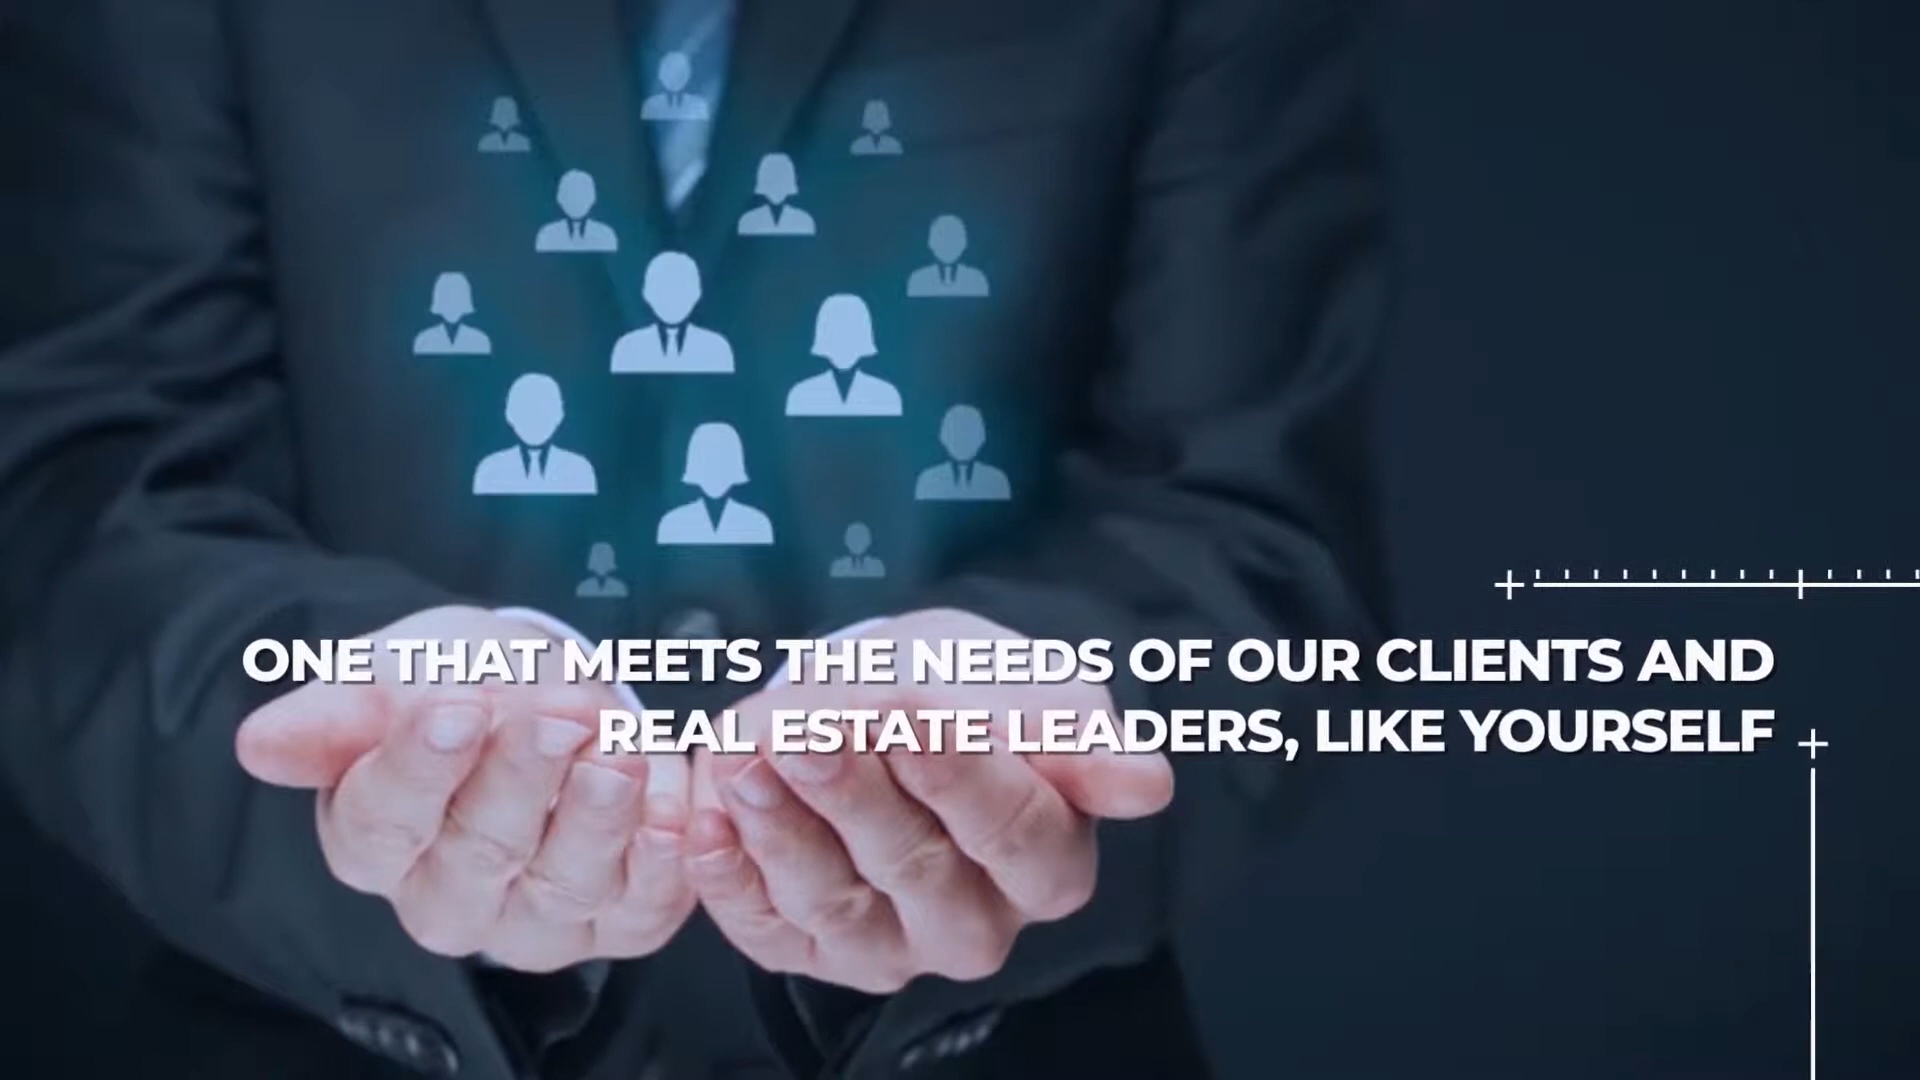 ONE THAT MEETS THE NEEDS OF OUR CLIENTS AND
REAL ESTATE LEADERS, LIKE YOURSELF